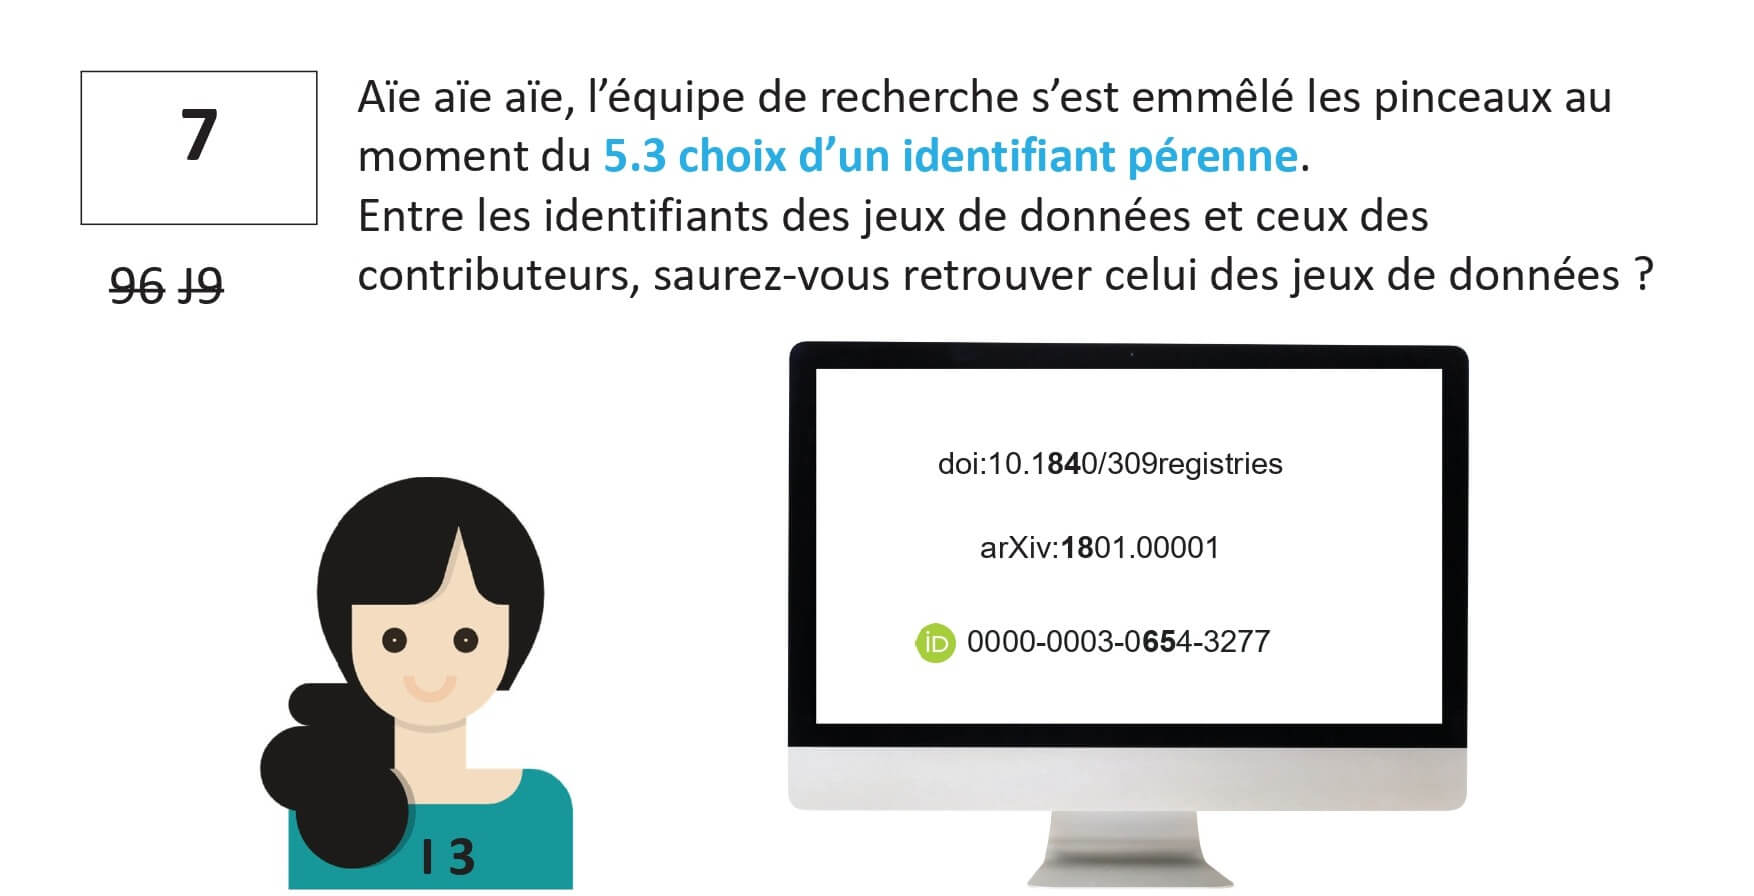 7
Aïe aïe aïe, l’équipe de recherche s’est emmêlé les pinceaux au
moment du 5.3 choix d’un identifiant pérenne.
Entre les identifiants des jeux de données et ceux des
contributeurs, saurez-vous retrouver celui des jeux de données ?
96 J9
doi:10.1840/309registries
arXiv:1801.00001
iD 0000-0003-0654-3277
I 3